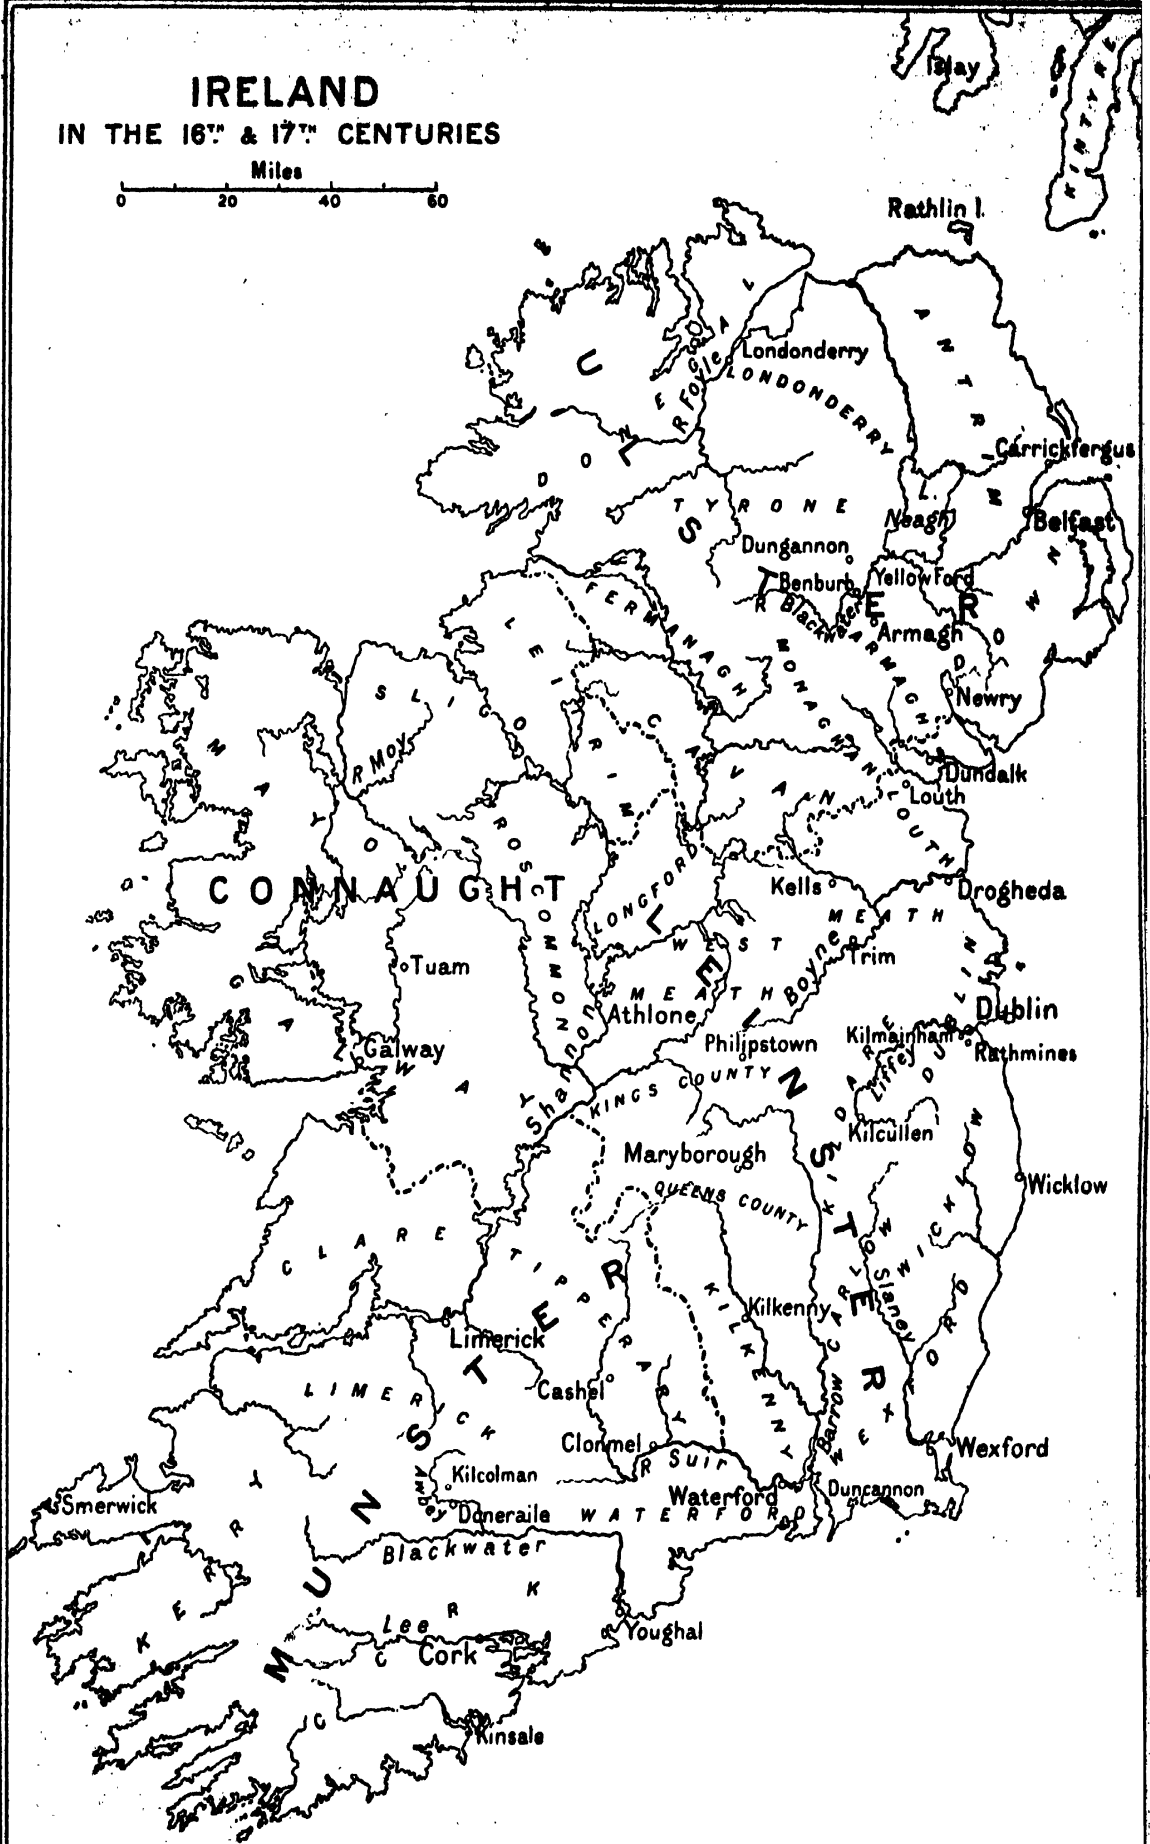 IRELAND
IN THE 16TH & 17TH CENTURIES
Miles
0 20 40 60
Islay
KINTYRE
Rathlin I.
ULSTER
DONEGAL
R Foyle
Londonderry
LONDONDERRY
ANTRIM
Carrickfergus
TYRONE
L. Neagh
Belfast
Dungannon
Benburb
Yellow Ford
R Blackwater
Armagh
ARMAGH
DOWN
Newry
FERMANAGH
MONAGHAN
LEITRIM
SLIGO
R Moy
MAYO
CAVAN
Dundalk
Louth
LOUTH
ROSCOMMON
CONNAUGHT
LONGFORD
Kells
Drogheda
MEATH
WEST MEATH
Trim
Boyne
Tuam
Athlone
GALWAY
Galway
Shannon
LEINSTER
DUBLIN
Dublin
Philipstown
Kilmainham
Rathmines
Liffey
KILDARE
KINGS COUNTY
Kilcullen
Maryborough
QUEENS COUNTY
WICKLOW
Wicklow
CLARE
TIPPERARY
KILKENNY
Kilkenny
CARLOW
Slaney
Limerick
LIMERICK
MUNSTER
Cashel
Barrow
WEXFORD
Clonmel
R Suir
Wexford
Kilcolman
Awbey
Doneraile
Waterford
WATERFORD
Duncannon
Smerwick
KERRY
Blackwater
Lee
CORK
Cork
Youghal
Kinsale